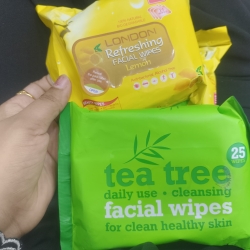 LONDON
Refreshing
FACIAL WIPES
Lemon
25
tea tree
daily use • cleansing
facial wipes
for clean healthy skin